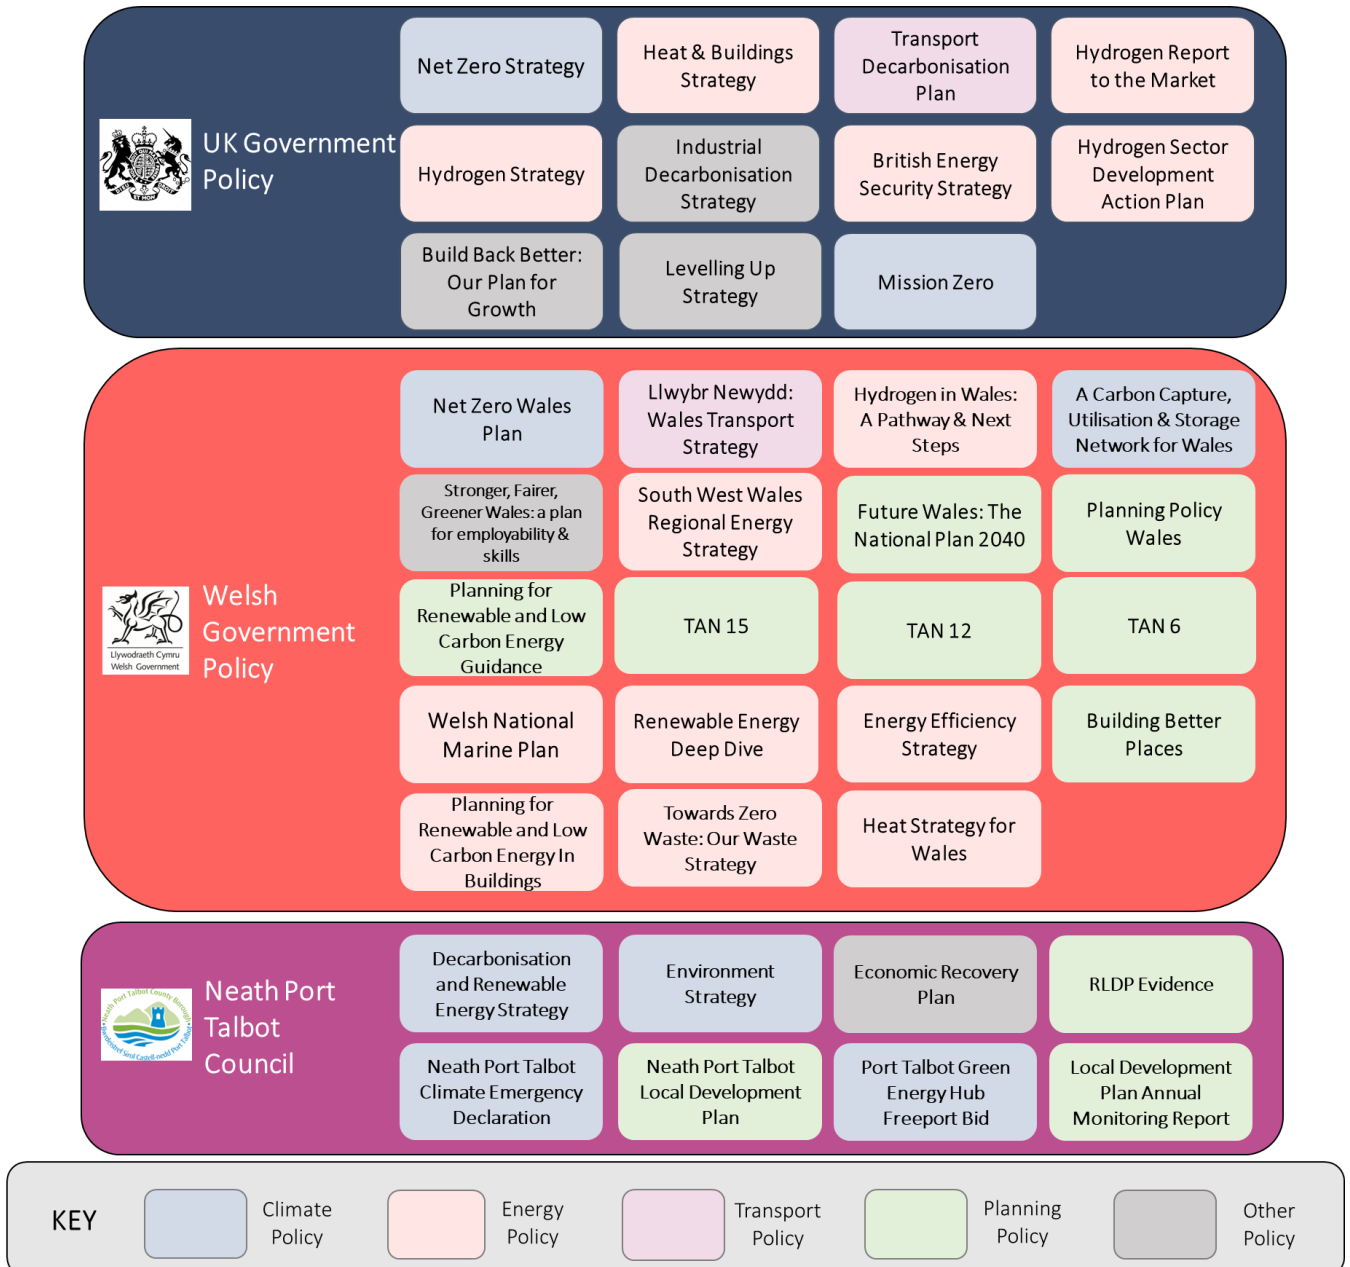 UK Government
Policy
Net Zero Strategy
Heat & Buildings
Strategy
Transport
Decarbonisation
Plan
Hydrogen Report
to the Market
Hydrogen Strategy
Industrial
Decarbonisation
Strategy
British Energy
Security Strategy
Hydrogen Sector
Development
Action Plan
Build Back Better:
Our Plan for
Growth
Levelling Up
Strategy
Mission Zero
Llywodraeth Cymru
Welsh Government
Welsh
Government
Policy
Net Zero Wales
Plan
Llwybr Newydd:
Wales Transport
Strategy
Hydrogen in Wales:
A Pathway & Next
Steps
A Carbon Capture,
Utilisation & Storage
Network for Wales
Stronger, Fairer,
Greener Wales: a plan
for employability &
skills
South West Wales
Regional Energy
Strategy
Future Wales: The
National Plan 2040
Planning Policy
Wales
Planning for
Renewable and Low
Carbon Energy
Guidance
TAN 15
TAN 12
TAN 6
Welsh National
Marine Plan
Renewable Energy
Deep Dive
Energy Efficiency
Strategy
Building Better
Places
Planning for
Renewable and Low
Carbon Energy In
Buildings
Towards Zero
Waste: Our Waste
Strategy
Heat Strategy for
Wales
Neath Port Talbot County Borough
Neath Port
Talbot
Council
Decarbonisation
and Renewable
Energy Strategy
Environment
Strategy
Economic Recovery
Plan
RLDP Evidence
Neath Port Talbot
Climate Emergency
Declaration
Neath Port Talbot
Local Development
Plan
Port Talbot Green
Energy Hub
Freeport Bid
Local Development
Plan Annual
Monitoring Report
KEY
Climate
Policy
Energy
Policy
Transport
Policy
Planning
Policy
Other
Policy